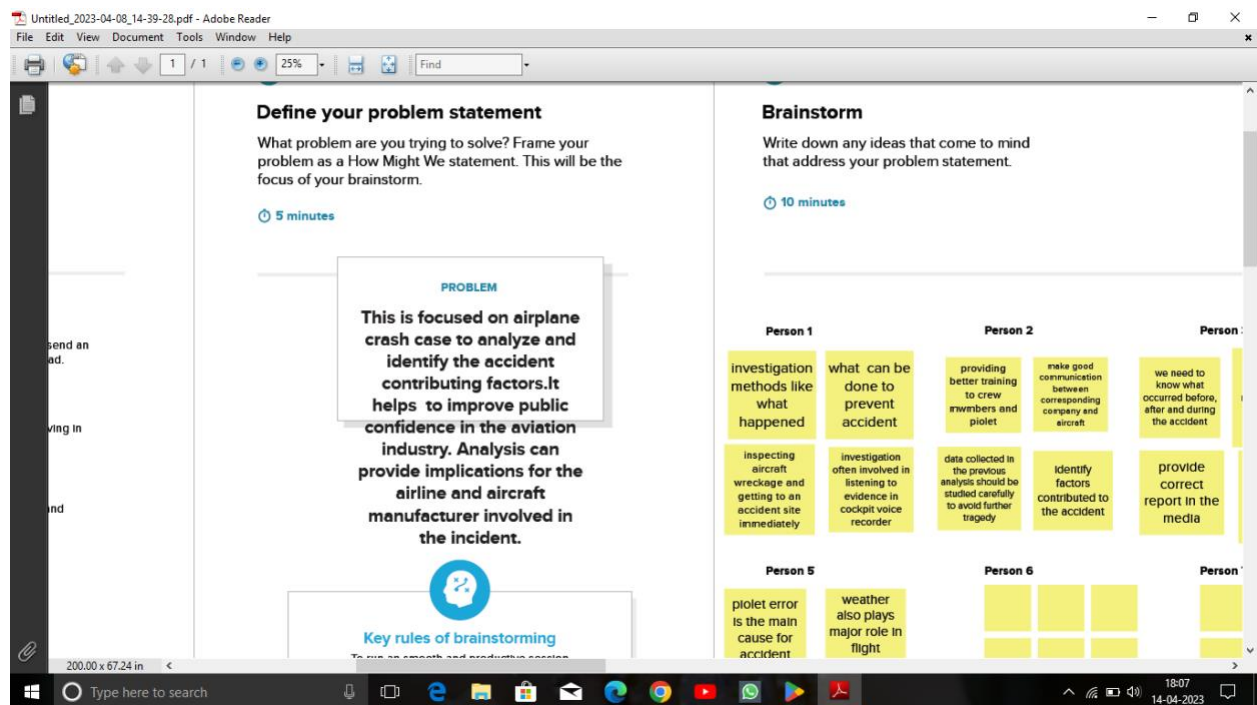 Untitled_2023-04-08_14-39-28.pdf - Adobe Reader
File Edit View Document Tools Window Help
1 / 1
25%
Find
Define your problem statement
What problem are you trying to solve? Frame your
problem as a How Might We statement. This will be the
focus of your brainstorm.
5 minutes
PROBLEM
This is focused on airplane
crash case to analyze and
identify the accident
contributing factors.It
helps to improve public
confidence in the aviation
industry. Analysis can
provide implications for the
airline and aircraft
manufacturer involved in
the incident.
Key rules of brainstorming
To run an smooth and productive session
send an
ad.
ving in
and
Brainstorm
Write down any ideas that come to mind
that address your problem statement.
10 minutes
Person 1
investigation
methods like
what
happened
what can be
done to
prevent
accident
inspecting
aircraft
wreckage and
getting to an
accident site
immediately
investigation
often involved in
listening to
evidence in
cockpit voice
recorder
Person 2
providing
better training
to crew
mwmbers and
piolet
make good
communication
between
corresponding
company and
aircraft
data collected in
the previous
analysis should be
studied carefully
to avoid further
tragedy
identify
factors
contributed to
the accident
Person
we need to
know what
occurred before,
after and during
the accident
provide
correct
report in the
media
Person 5
piolet error
is the main
cause for
accident
weather
also plays
major role in
flight
Person 6
Person
200.00 x 67.24 in
Type here to search
18:07
14-04-2023